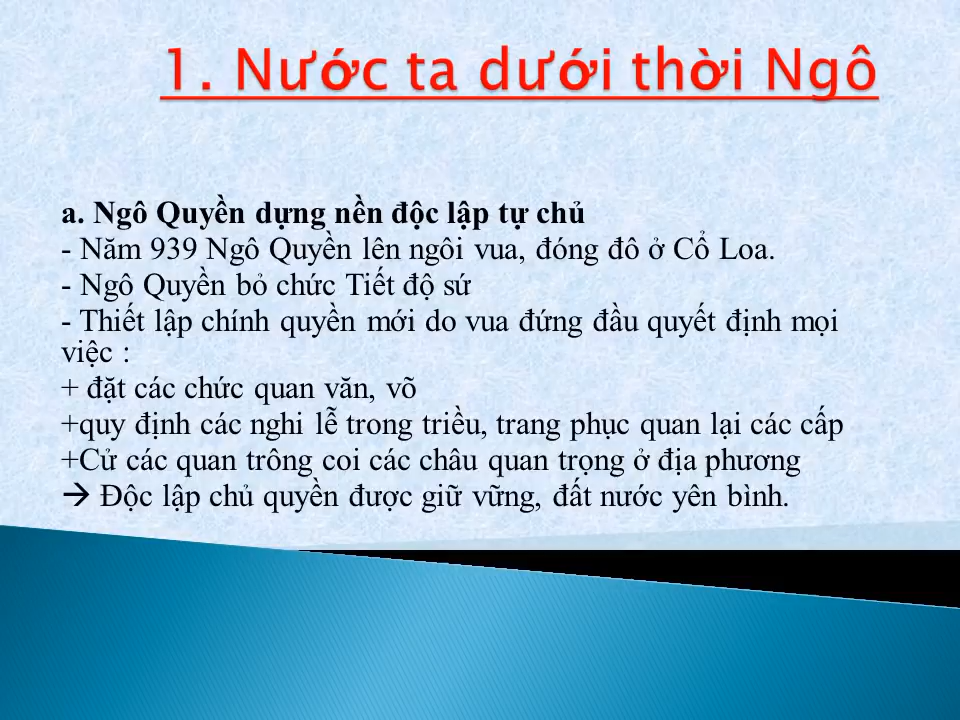 1. Nước ta dưới thời Ngô
a. Ngô Quyền dựng nền độc lập tự chủ
- Năm 939 Ngô Quyền lên ngôi vua, đóng đô ở Cổ Loa.
- Ngô Quyền bỏ chức Tiết độ sứ
- Thiết lập chính quyền mới do vua đứng đầu quyết định mọi
việc :
+ đặt các chức quan văn, võ
+quy định các nghi lễ trong triều, trang phục quan lại các cấp
+Cử các quan trông coi các châu quan trọng ở địa phương
→ Độc lập chủ quyền được giữ vững, đất nước yên bình.